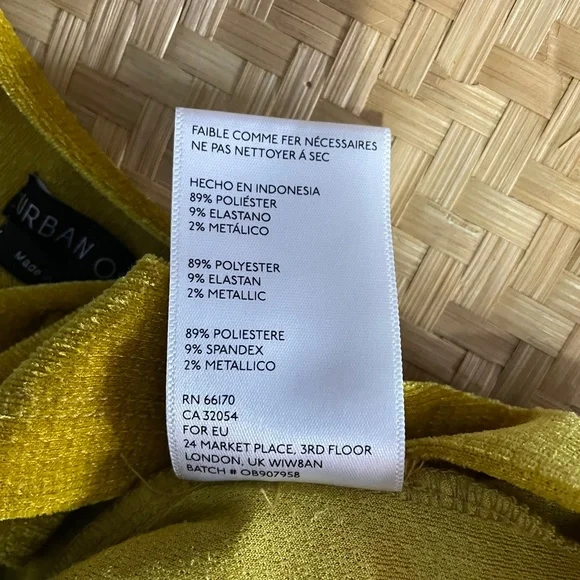 FAIBLE COMME FER NÉCESSAIRES
NE PAS NETTOYER Á SEC
HECHO EN INDONESIA
89% POLIÉSTER
9% ELASTANO
2% METÁLICO
89% POLYESTER
9% ELASTAN
2% METALLIC
89% POLIESTERE
9% SPANDEX
2% METALLICO
RN 66170
CA 32054
FOR EU
24 MARKET PLACE, 3RD FLOOR
LONDON, UK WIW8AN
BATCH # OB907958
URBAN O
Made